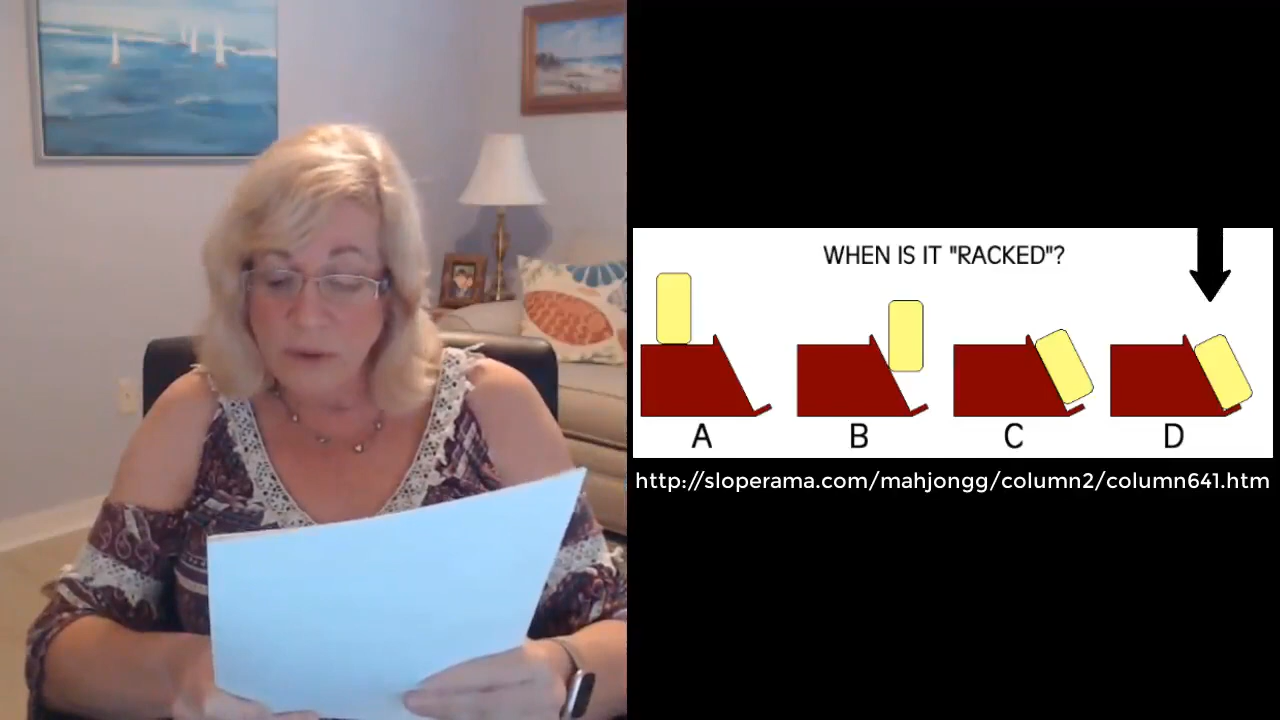 WHEN IS IT "RACKED"?
A B C D
http://sloperama.com/mahjongg/column2/column641.htm